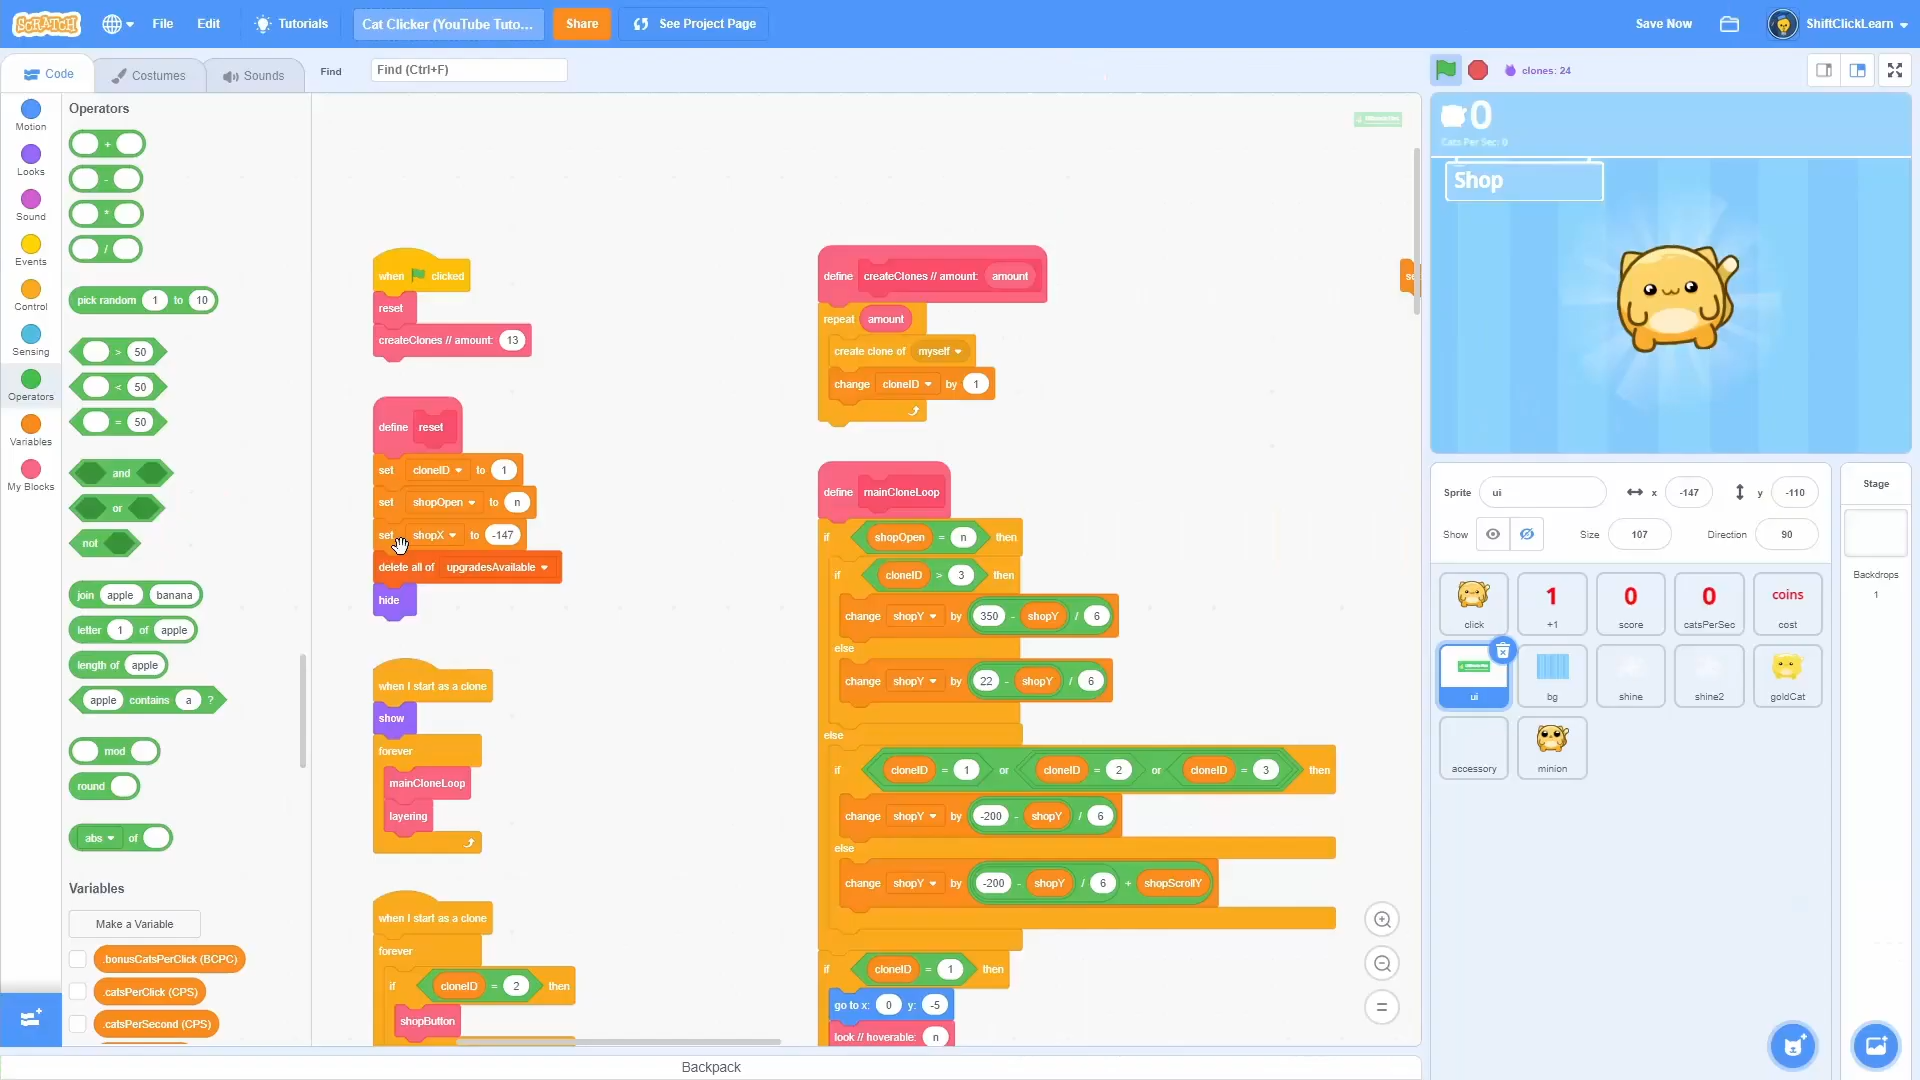 SCRATCH
File
Edit
Tutorials
Cat Clicker (YouTube Tuto...
Share
See Project Page
Save Now
ShiftClickLearn
Code
Costumes
Sounds
Find
Find (Ctrl+F)
clones: 24
Motion
Looks
Sound
Events
Control
Sensing
Operators
Variables
My Blocks
Operators
+
-
*
/
pick random 1 to 10
> 50
< 50
= 50
and
or
not
join apple banana
letter 1 of apple
length of apple
apple contains a ?
mod
round
abs of
Variables
Make a Variable
.bonusCatsPerClick (BCPC)
.catsPerClick (CPS)
.catsPerSecond (CPS)
when clicked
reset
createClones // amount: 13
define reset
set cloneID to 1
set shopOpen to n
set shopX to -147
delete all of upgradesAvailable
hide
when I start as a clone
show
forever
mainCloneLoop
layering
when I start as a clone
forever
if cloneID = 2 then
shopButton
define createClones // amount: amount
repeat amount
create clone of myself
change cloneID by 1
define mainCloneLoop
if shopOpen = n then
if cloneID > 3 then
change shopY by 350 - shopY / 6
else
change shopY by 22 - shopY / 6
else
if cloneID = 1 or cloneID = 2 or cloneID = 3 then
change shopY by -200 - shopY / 6
else
change shopY by -200 - shopY / 6 + shopScrollY
if cloneID = 1 then
go to x: 0 y: -5
look // hoverable: n
Backpack
0
Cats Per Sec: 0
Shop
Sprite ui x -147 y -110
Show Size 107 Direction 90
click
1
+1
0
score
0
catsPerSec
coins
cost
ui
bg
shine
shine2
goldCat
accessory
minion
Stage
Backdrops
1